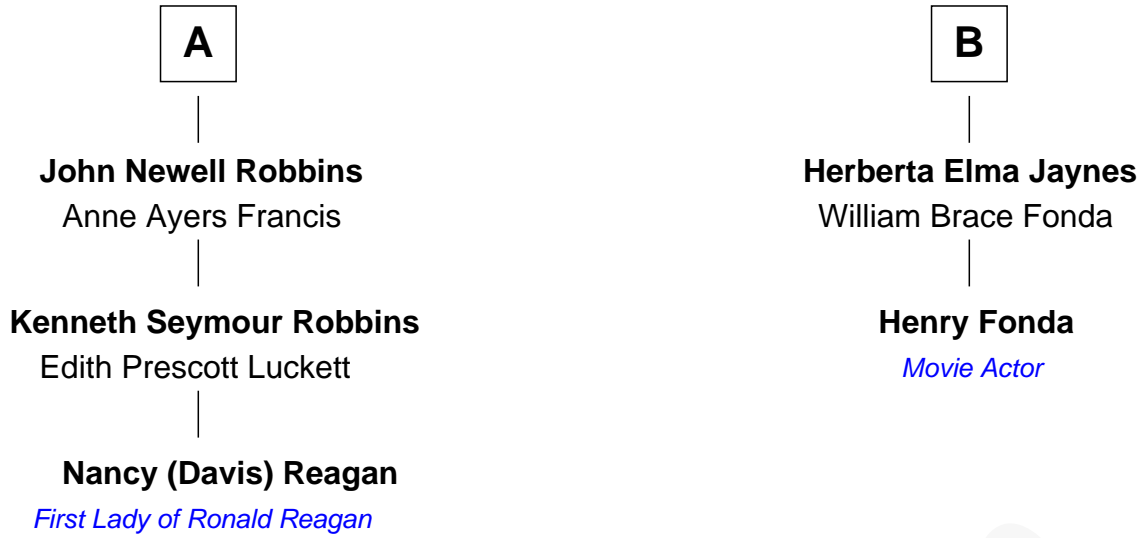 A
B
John Newell Robbins
Anne Ayers Francis
Herberta Elma Jaynes
William Brace Fonda
Kenneth Seymour Robbins
Edith Prescott Luckett
Henry Fonda
Movie Actor
Nancy (Davis) Reagan
First Lady of Ronald Reagan